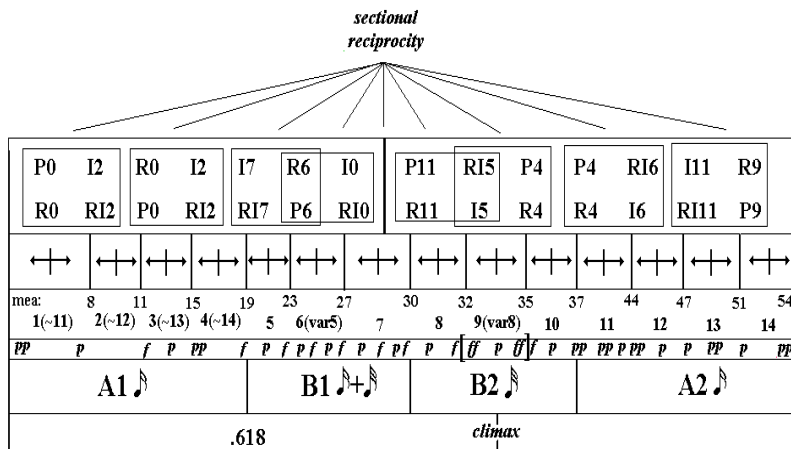 sectional
reciprocity
P0 I2 R0 I2 I7 R6 I0 P11 RI5 P4 P4 RI6 I11 R9
R0 RI2 P0 RI2 RI7 P6 RI0 R11 I5 R4 R4 I6 RI11 P9
mea: 8 11 15 19 23 27 30 32 35 37 44 47 51 54
1(~11) 2(~12) 3(~13) 4(~14) 5 6(var5) 7 8 9(var8) 10 11 12 13 14
pp p f p pp f p f p f p f p f p f p f [ff p ff] f p pp pp p pp p p pp p pp
A1 B1 + B2 A2
.618 climax